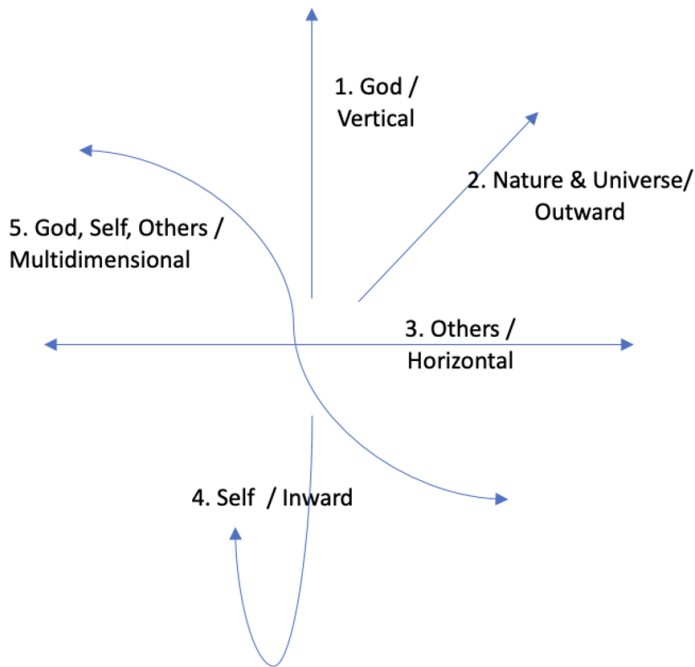 1. God /
Vertical
2. Nature & Universe/
Outward
5. God, Self, Others /
Multidimensional
3. Others /
Horizontal
4. Self / Inward